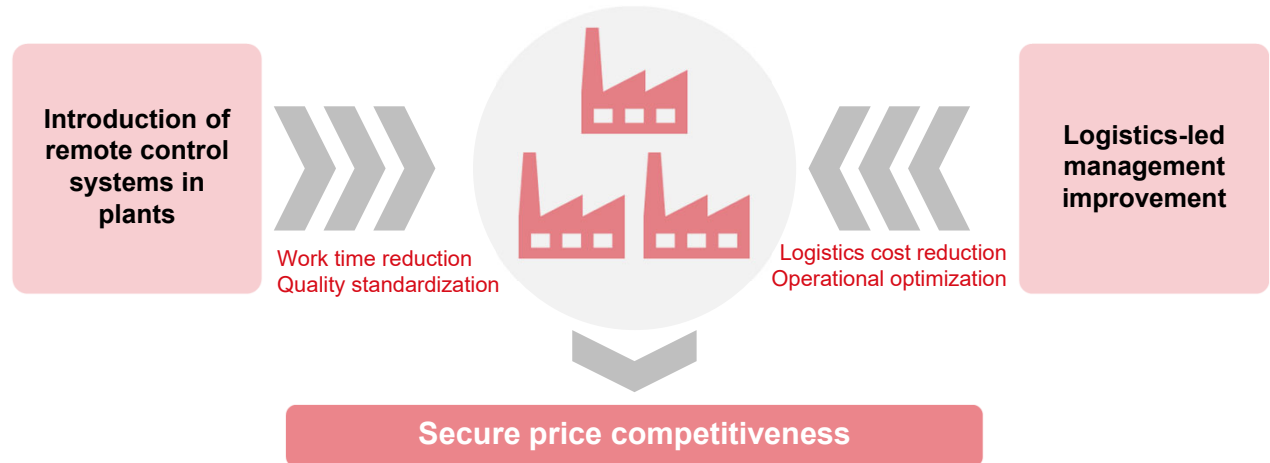 Introduction of
remote control
systems in
plants
Work time reduction
Quality standardization
Logistics cost reduction
Operational optimization
Logistics-led
management
improvement
Secure price competitiveness